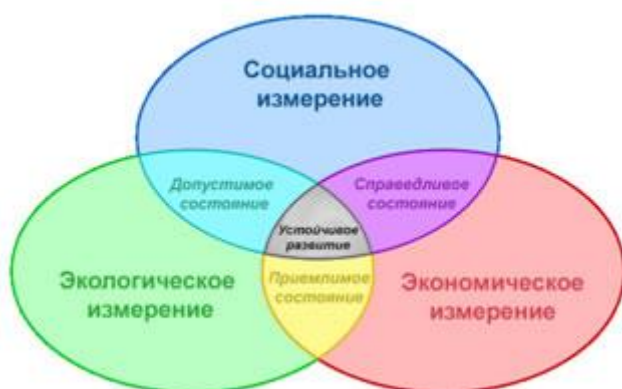 Социальное
измерение
Допустимое
состояние
Справедливое
состояние
Устойчивое
развитие
Экологическое
измерение
Приемлимое
состояние
Экономическое
измерение